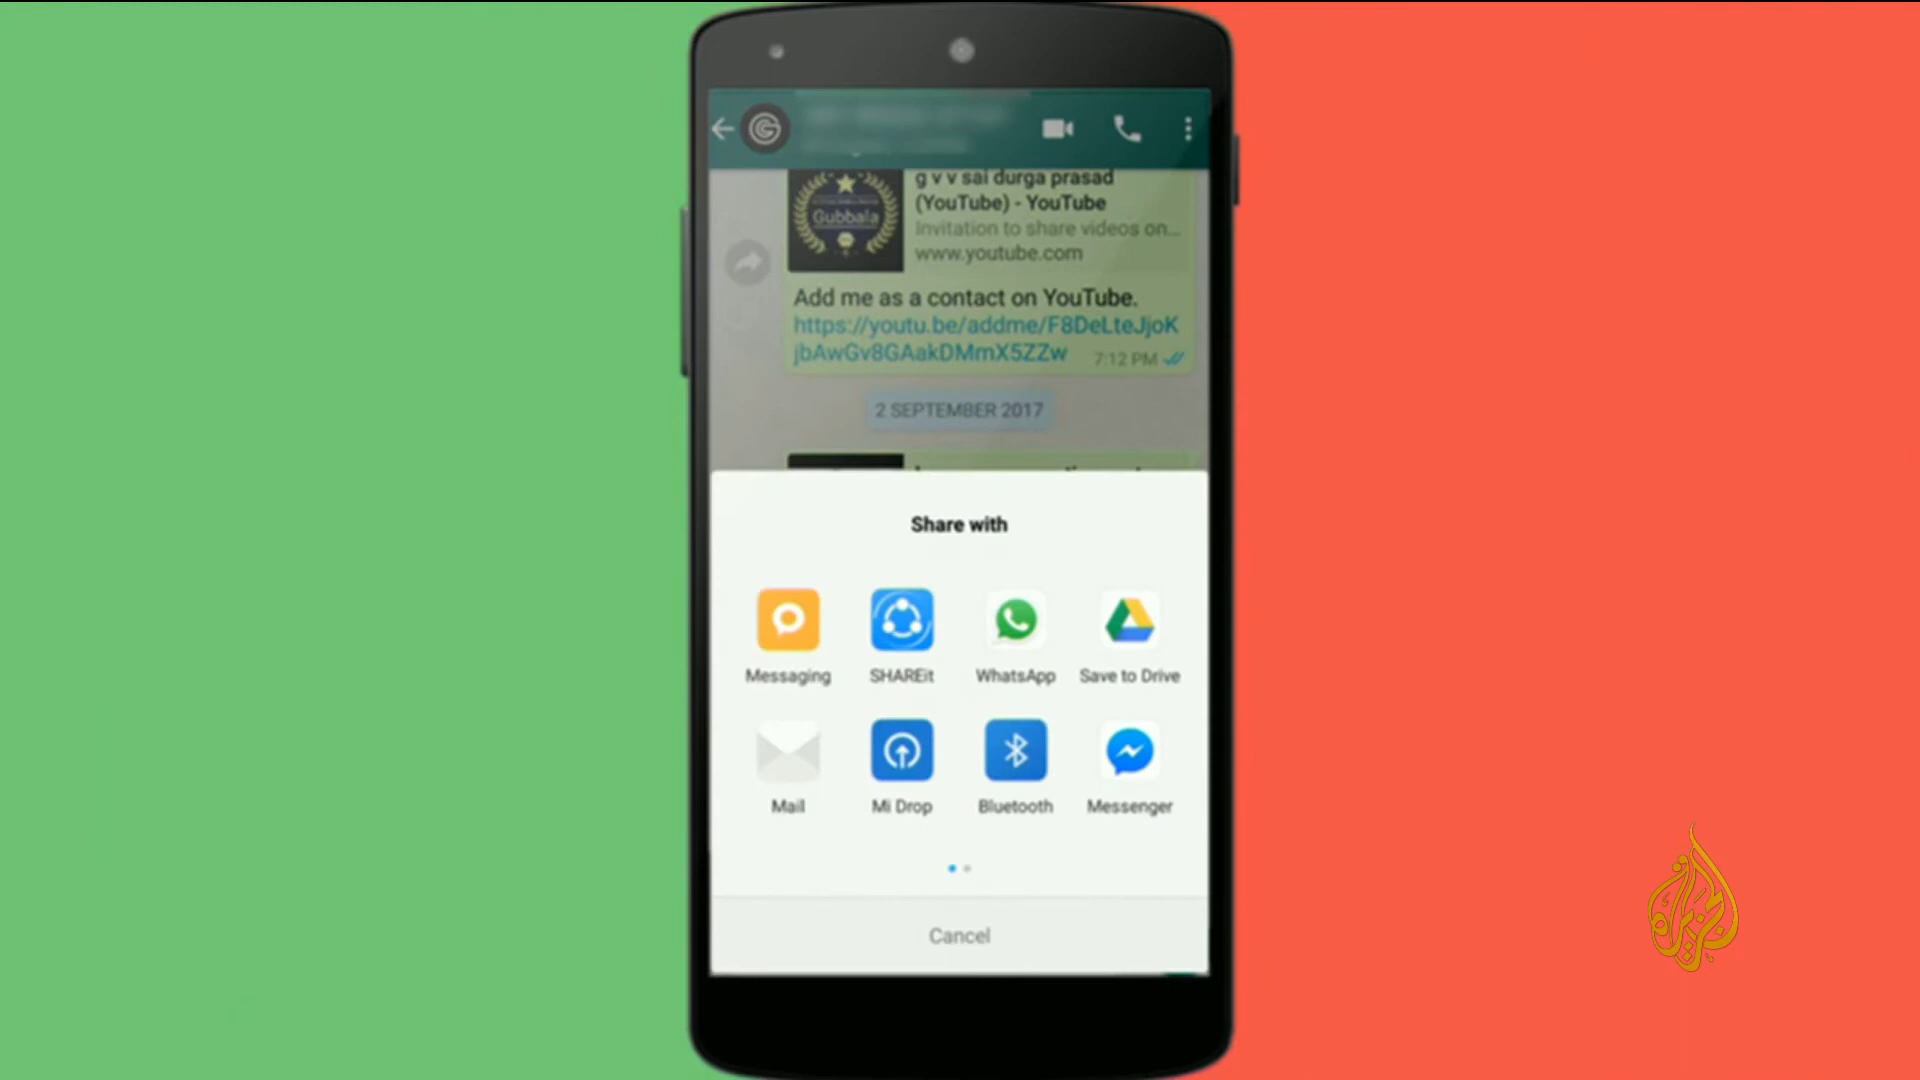 g v v sai durga prasad
(YouTube) - YouTube
Invitation to share videos on...
www.youtube.com
Gubbala
Add me as a contact on YouTube.
https://youtu.be/addme/F8DeLteJjoK
jbAwGv8GAakDMmX5ZZw
7:12 PM
2 SEPTEMBER 2017
Share with
Messaging
SHAREit
WhatsApp
Save to Drive
Mail
Mi Drop
Bluetooth
Messenger
Cancel
الجزيرة